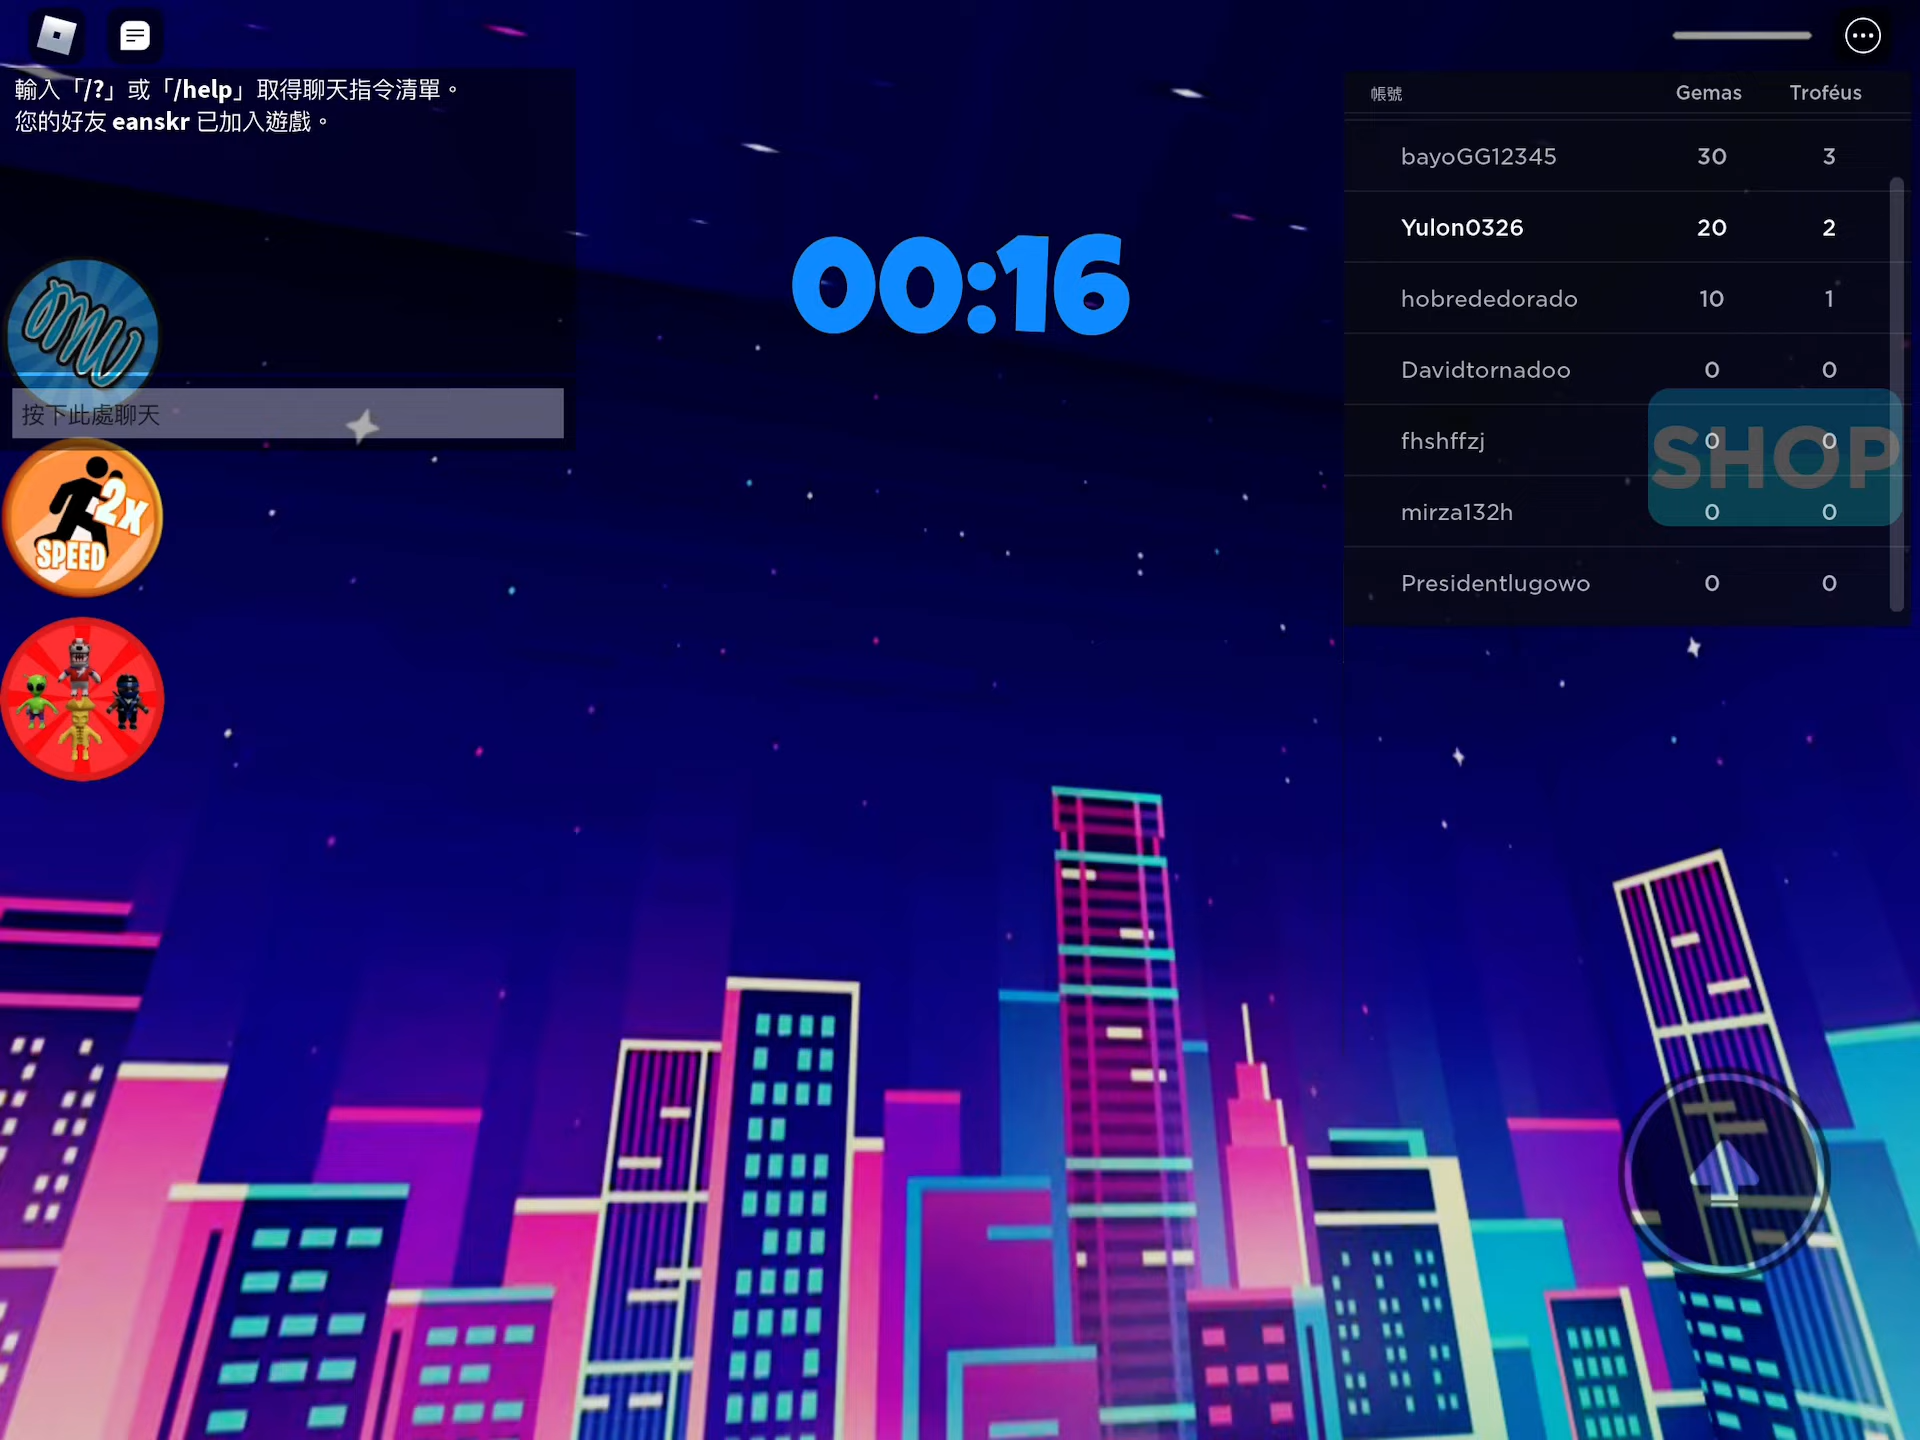 輸入「/?」或「/help」取得聊天指令清單。
您的好友 eanskr 已加入遊戲。
按下此處聊天
2x
SPEED
00:16
帳號 Gemas Troféus
bayoGG12345 30 3
Yulon0326 20 2
hobrededorado 10 1
Davidtornadoo 0 0
fhshffzj 0 0
mirza132h 0 0
Presidentlugowo 0 0
SHOP